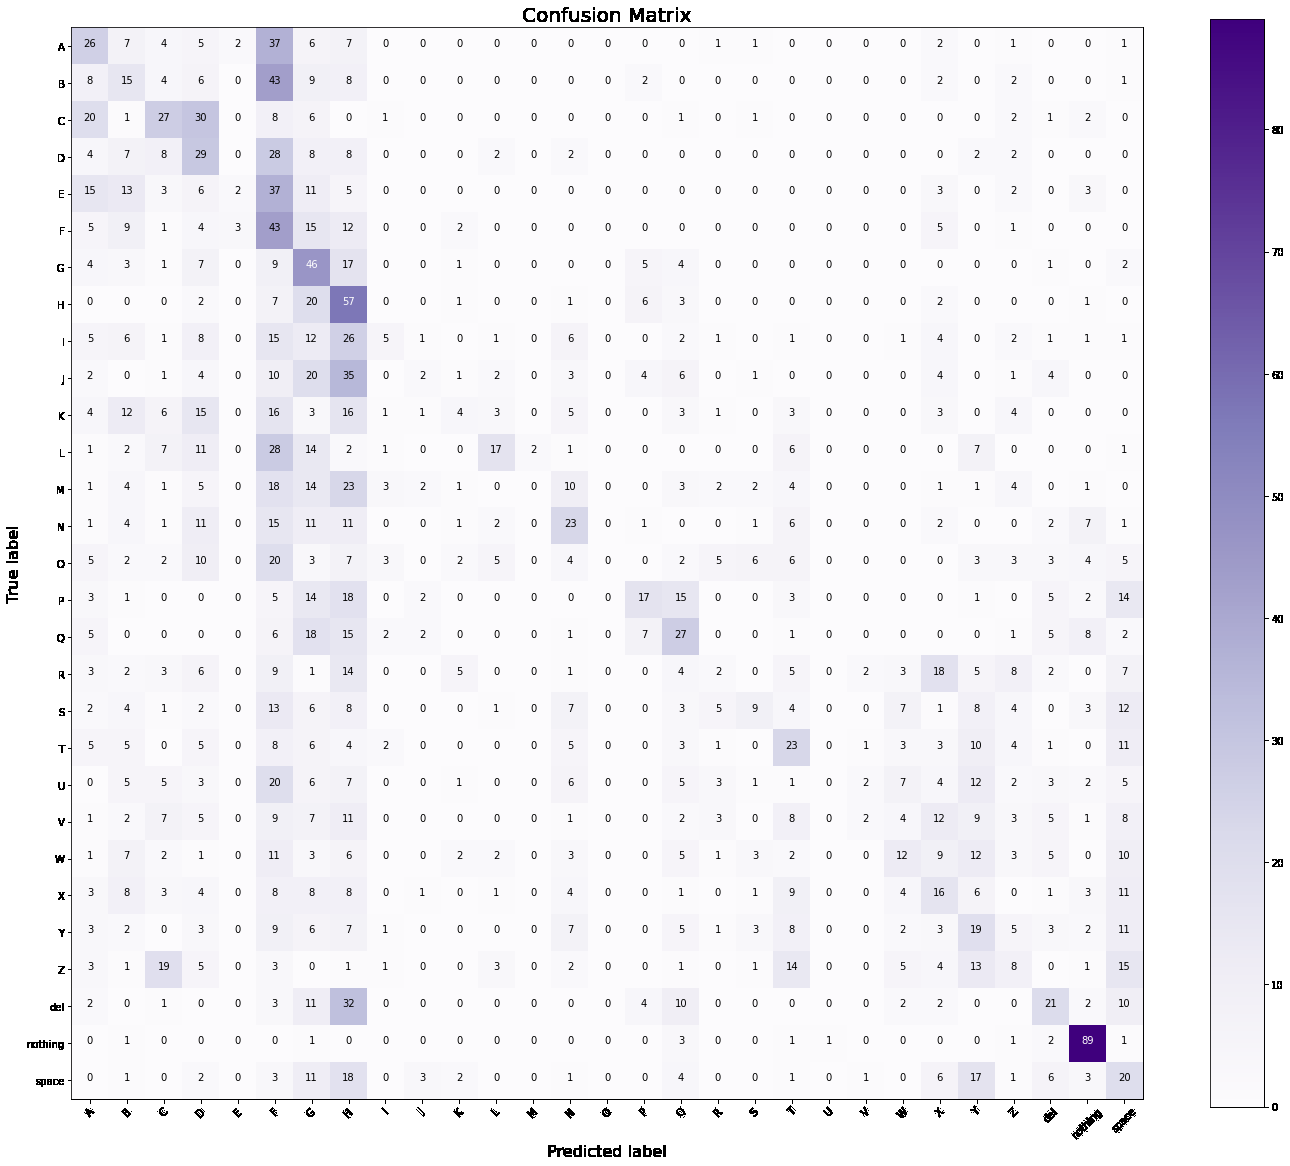 Confusion Matrix
A 26 7 4 5 2 37 6 7 0 0 0 0 0 0 0 0 0 1 1 0 0 0 0 2 0 1 0 0 1
B 8 15 4 6 0 43 9 8 0 0 0 0 0 0 0 2 0 0 0 0 0 0 0 2 0 2 0 0 1
C 20 1 27 30 0 8 6 0 1 0 0 0 0 0 0 0 1 0 1 0 0 0 0 0 0 2 1 2 0
D 4 7 8 29 0 28 8 8 0 0 0 2 0 2 0 0 0 0 0 0 0 0 0 0 2 2 0 0 0
E 15 13 3 6 2 37 11 5 0 0 0 0 0 0 0 0 0 0 0 0 0 0 0 3 0 2 0 3 0
F 5 9 1 4 3 43 15 12 0 0 2 0 0 0 0 0 0 0 0 0 0 0 0 5 0 1 0 0 0
G 4 3 1 7 0 9 46 17 0 0 1 0 0 0 0 5 4 0 0 0 0 0 0 0 0 0 1 0 2
H 0 0 0 2 0 7 20 57 0 0 1 0 0 1 0 6 3 0 0 0 0 0 0 2 0 0 0 1 0
I 5 6 1 8 0 15 12 26 5 1 0 1 0 6 0 0 2 1 0 1 0 0 1 4 0 2 1 1 1
J 2 0 1 4 0 10 20 35 0 2 1 2 0 3 0 4 6 0 1 0 0 0 0 4 0 1 4 0 0
K 4 12 6 15 0 16 3 16 1 1 4 3 0 5 0 0 3 1 0 3 0 0 0 3 0 4 0 0 0
L 1 2 7 11 0 28 14 2 1 0 0 17 2 1 0 0 0 0 0 6 0 0 0 0 7 0 0 0 1
M 1 4 1 5 0 18 14 23 3 2 1 0 0 10 0 0 3 2 2 4 0 0 0 1 1 4 0 1 0
N 1 4 1 11 0 15 11 11 0 0 1 2 0 23 0 1 0 0 1 6 0 0 0 2 0 0 2 7 1
O 5 2 2 10 0 20 3 7 3 0 2 5 0 4 0 0 2 5 6 6 0 0 0 0 3 3 3 4 5
P 3 1 0 0 0 5 14 18 0 2 0 0 0 0 0 17 15 0 0 3 0 0 0 0 1 0 5 2 14
Q 5 0 0 0 0 6 18 15 2 2 0 0 0 1 0 7 27 0 0 1 0 0 0 0 0 1 5 8 2
R 3 2 3 6 0 9 1 14 0 0 5 0 0 1 0 0 4 2 0 5 0 2 3 18 5 8 2 0 7
S 2 4 1 2 0 13 6 8 0 0 0 1 0 7 0 0 3 5 9 4 0 0 7 1 8 4 0 3 12
T 5 5 0 5 0 8 6 4 2 0 0 0 0 5 0 0 3 1 0 23 0 1 3 3 10 4 1 0 11
U 0 5 5 3 0 20 6 7 0 0 1 0 0 6 0 0 5 3 1 1 0 2 7 4 12 2 3 2 5
V 1 2 7 5 0 9 7 11 0 0 0 0 0 1 0 0 2 3 0 8 0 2 4 12 9 3 5 1 8
W 1 7 2 1 0 11 3 6 0 0 2 2 0 3 0 0 5 1 3 2 0 0 12 9 12 3 5 0 10
X 3 8 3 4 0 8 8 8 0 1 0 1 0 4 0 0 1 0 1 9 0 0 4 16 6 0 1 3 11
Y 3 2 0 3 0 9 6 7 1 0 0 0 0 7 0 0 5 1 3 8 0 0 2 3 19 5 3 2 11
Z 3 1 19 5 0 3 0 1 1 0 0 3 0 2 0 0 1 0 1 14 0 0 5 4 13 8 0 1 15
del 2 0 1 0 0 3 11 32 0 0 0 0 0 0 0 4 10 0 0 0 0 0 2 2 0 0 21 2 10
nothing 0 1 0 0 0 0 1 0 0 0 0 0 0 0 0 0 3 0 0 1 1 0 0 0 0 1 2 89 1
space 0 1 0 2 0 3 11 18 0 3 2 0 0 1 0 0 4 0 0 1 0 1 0 6 17 1 6 3 20
A B C D E F G H I J K L M N O P Q R S T U V W X Y Z del nothing space
Predicted label
True label
80
70
60
50
40
30
20
10
0